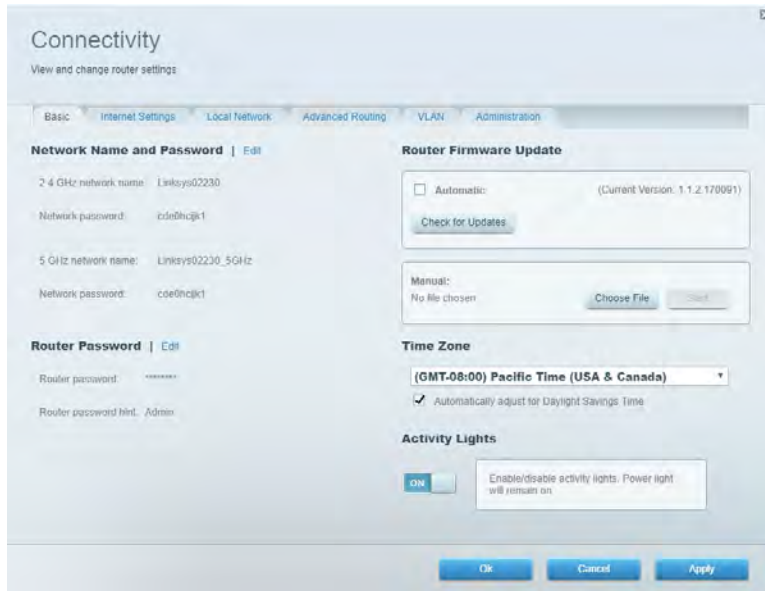 Connectivity
View and change router settings
Basic
Internet Settings
Local Network
Advanced Routing
VLAN
Administration
Network Name and Password | Edit
2.4 GHz network name: Linksys02230
Network password:
5 GHz network name: Linksys02230_5GHz
Network password:
Router Password | Edit
Router password: ********
Router password hint: Admin
Router Firmware Update
Automatic (Current Version: 1.1.2.170091)
Check for Updates
Manual:
No file chosen
Choose File
Start
Time Zone
(GMT-08:00) Pacific Time (USA & Canada)
Automatically adjust for Daylight Savings Time
Activity Lights
ON
Enable/disable activity lights. Power light
will remain on
Ok
Cancel
Apply